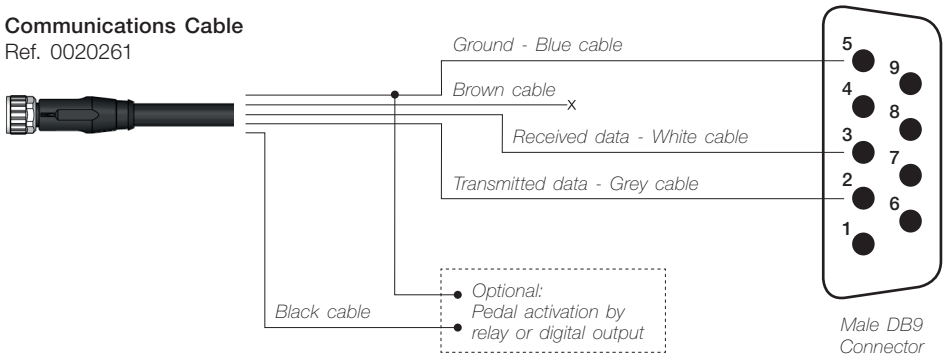 Communications Cable
Ref. 0020261
Ground - Blue cable
Brown cable
X
Received data - White cable
Transmitted data - Grey cable
Black cable
Optional:
Pedal activation by
relay or digital output
5
9
4
8
3
7
2
6
1
Male DB9
Connector